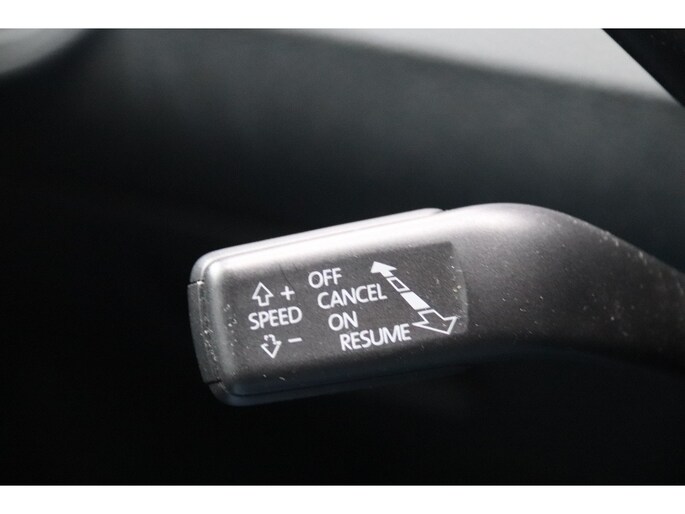 +
SPEED
-
OFF
CANCEL
ON
RESUME